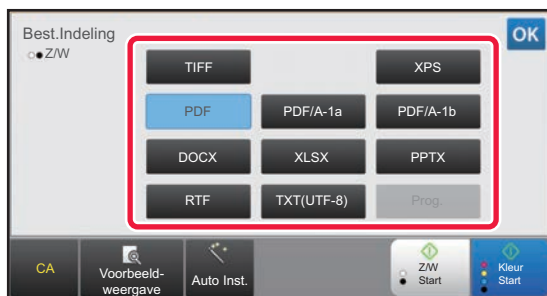 Best.Indeling
OK
Z/W
TIFF
XPS
PDF
PDF/A-1a
PDF/A-1b
DOCX
XLSX
PPTX
RTF
TXT(UTF-8)
Prog.
CA
Voorbeeld-
weergave
Auto Inst.
Z/W
Start
Kleur
Start